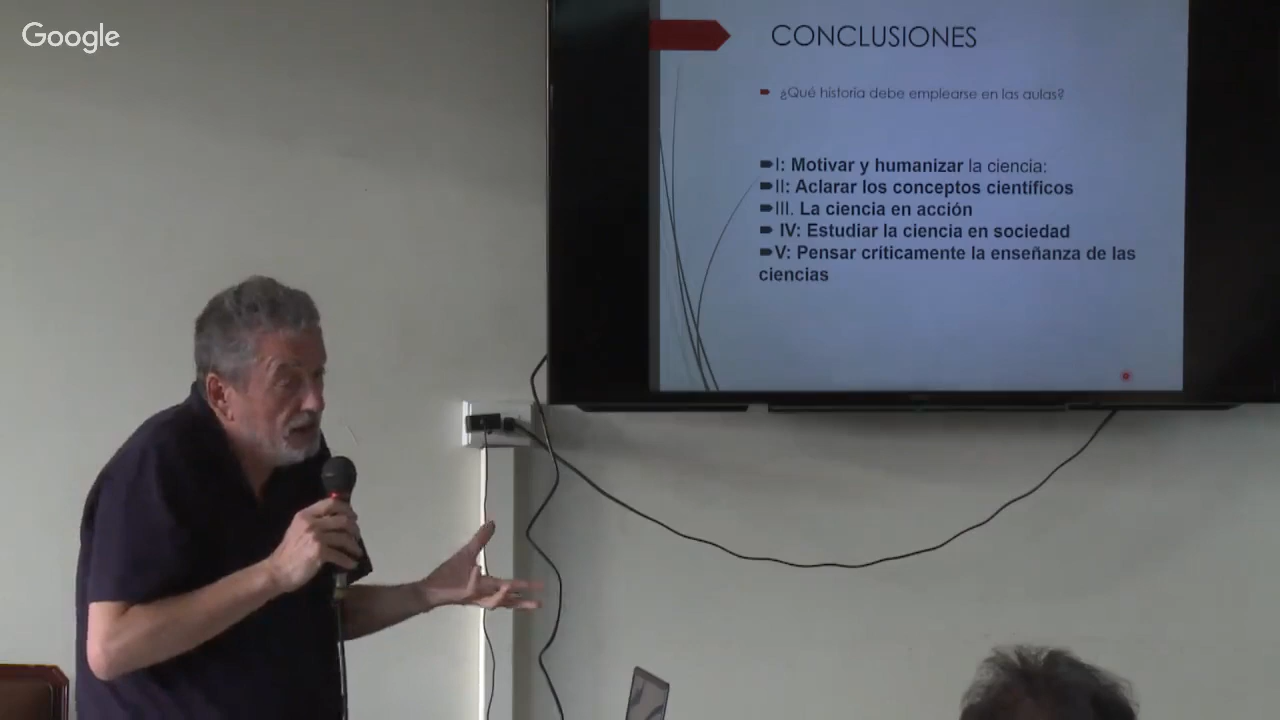 Google
CONCLUSIONES
¿Qué historia debe emplearse en las aulas?
I: Motivar y humanizar la ciencia:
II: Aclarar los conceptos científicos
III. La ciencia en acción
IV: Estudiar la ciencia en sociedad
V: Pensar críticamente la enseñanza de las
ciencias